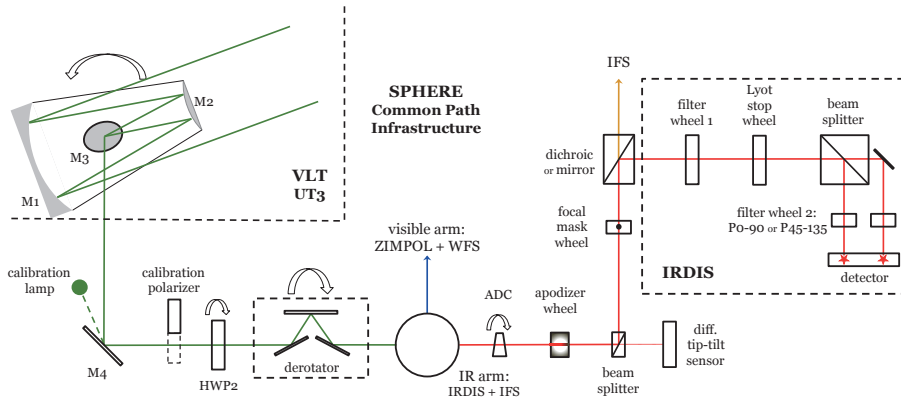 M2
M3
M1
VLT
UT3
SPHERE
Common Path
Infrastructure
calibration
lamp
M4
calibration
polarizer
HWP2
derotator
visible arm:
ZIMPOL + WFS
IR arm:
IRDIS + IFS
ADC
apodizer
wheel
beam
splitter
diff.
tip-tilt
sensor
focal
mask
wheel
dichroic
or mirror
IFS
filter
wheel 1
Lyot
stop
wheel
beam
splitter
filter wheel 2:
P0-90 or P45-135
detector
IRDIS